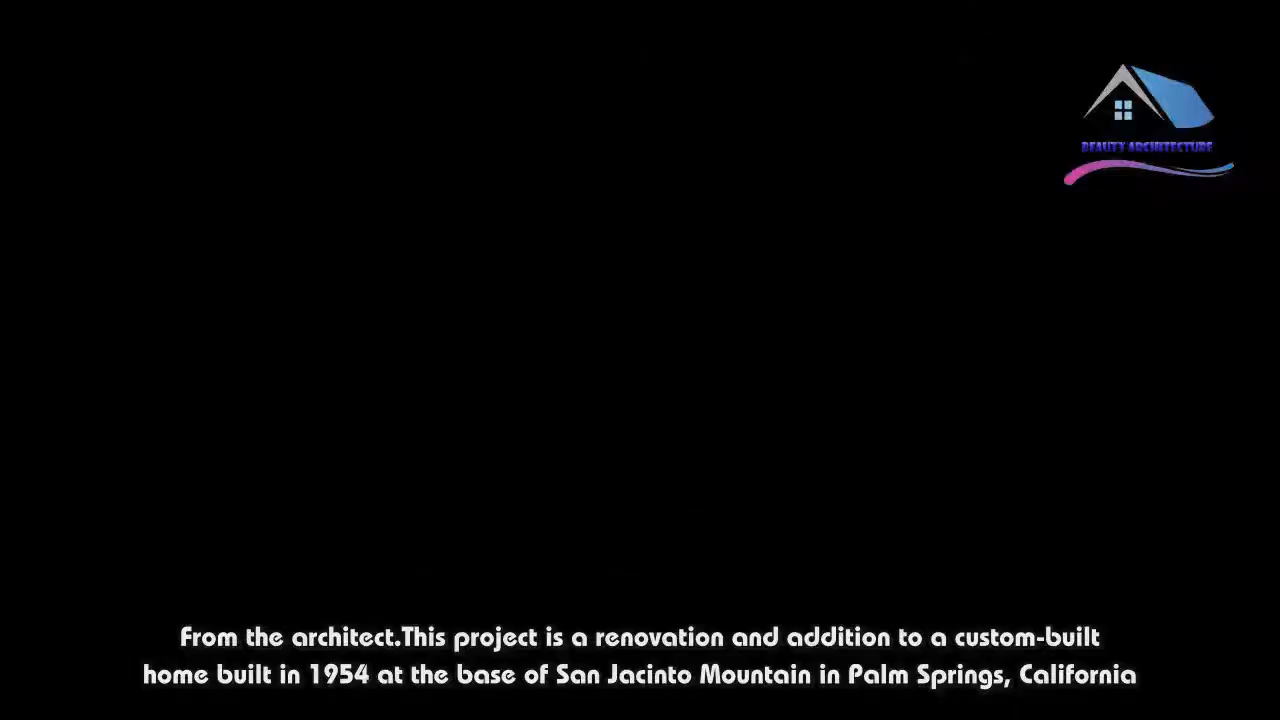 BEAUTY ARCHITECTURE
From the architect.This project is a renovation and addition to a custom-built
home built in 1954 at the base of San Jacinto Mountain in Palm Springs, California